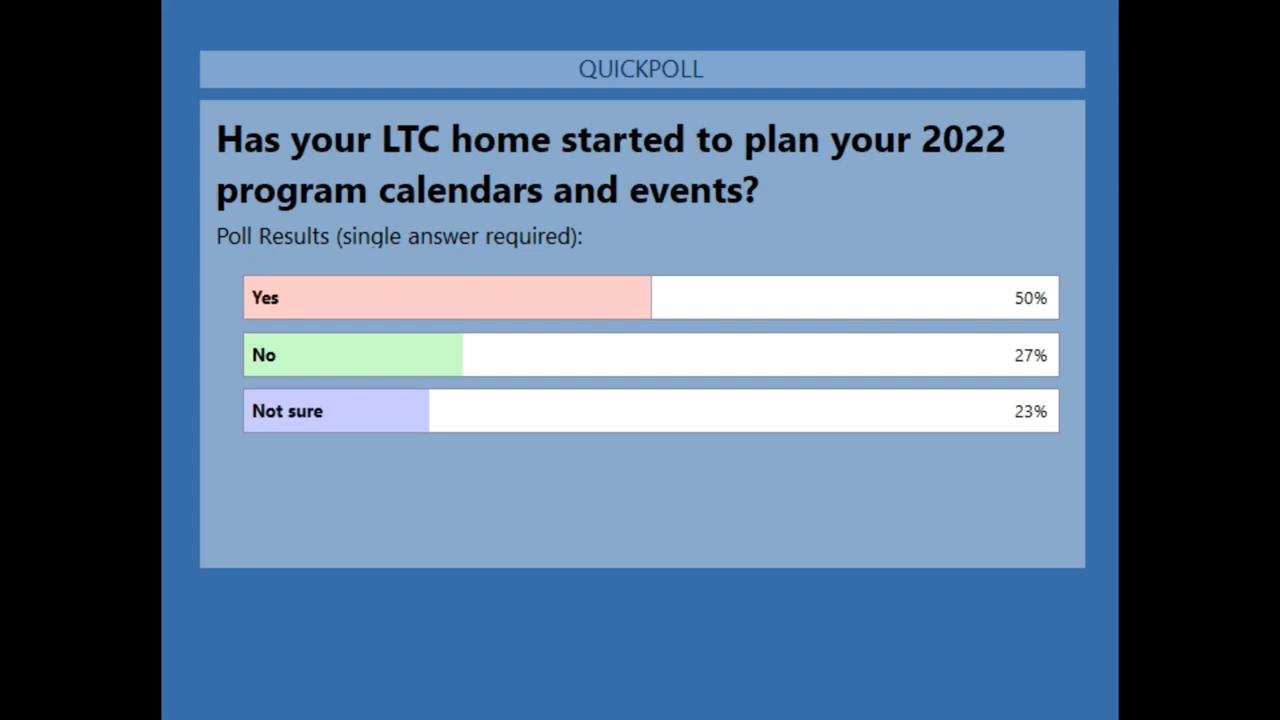 QUICKPOLL
Has your LTC home started to plan your 2022
program calendars and events?
Poll Results (single answer required):
Yes 50%
No 27%
Not sure 23%